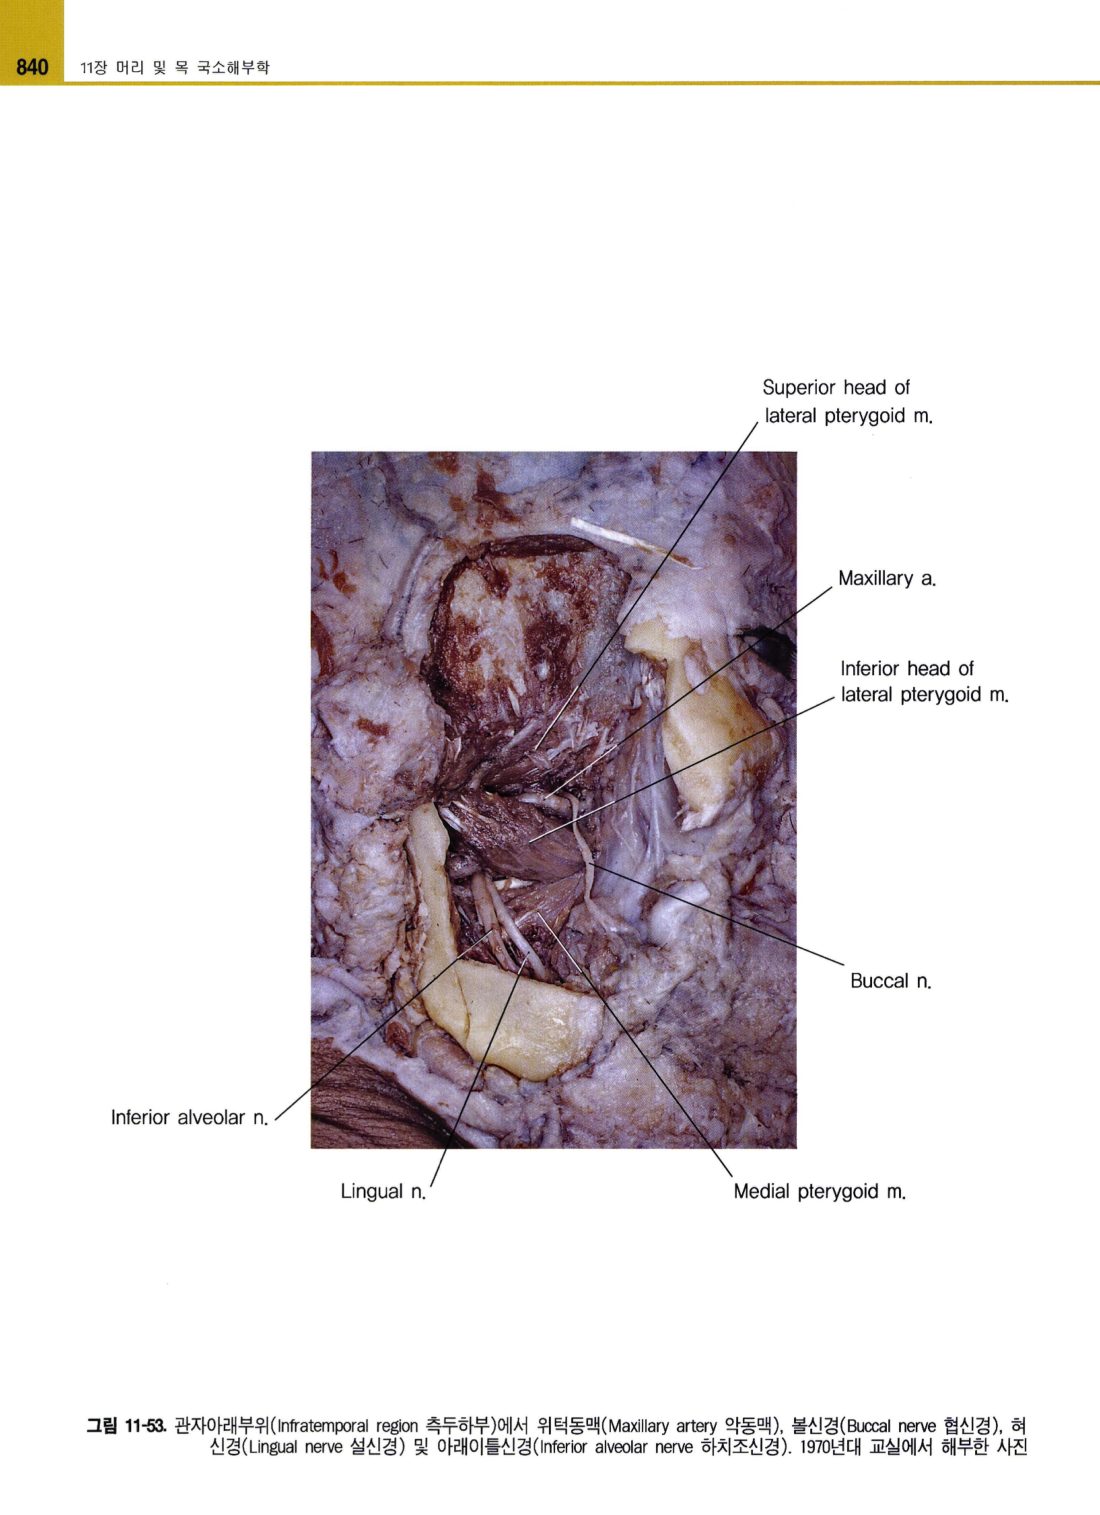 840
11장 머리 및 목 국소해부학
Superior head of
lateral pterygoid m.
Maxillary a.
Inferior head of
lateral pterygoid m.
Buccal n.
Inferior alveolar n.
Lingual n.
Medial pterygoid m.
그림 11-53. 관자아래부위(Infratemporal region 측두하부)에서 위턱동맥(Maxillary artery 악동맥), 볼신경(Buccal nerve 협신경), 혀
신경(Lingual nerve 설신경) 및 아래이틀신경(Inferior alveolar nerve 하치조신경). 1970년대 교실에서 해부한 사진